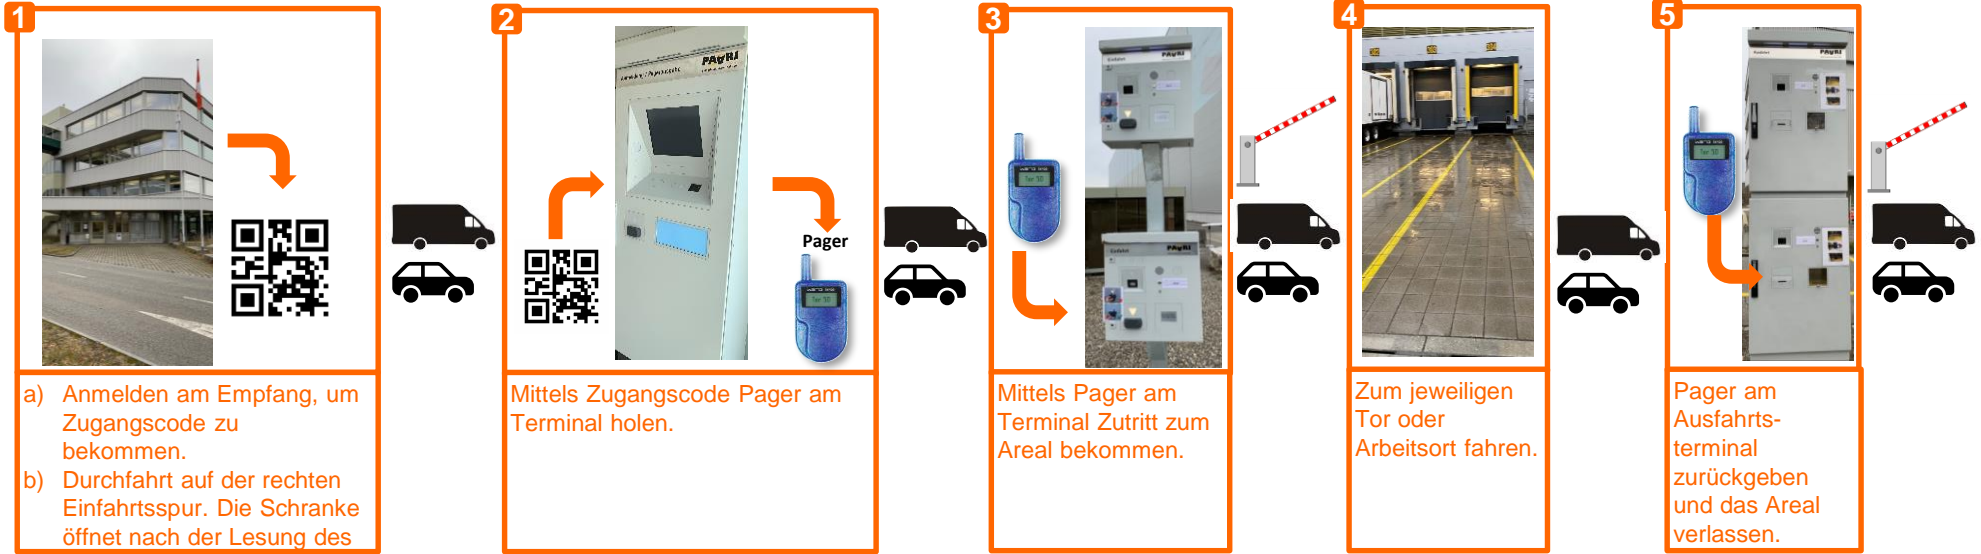 1
a) Anmelden am Empfang, um
Zugangscode zu
bekommen.
b) Durchfahrt auf der rechten
Einfahrtsspur. Die Schranke
öffnet nach der Lesung des
2
Pager
Mittels Zugangscode Pager am
Terminal holen.
3
Mittels Pager am
Terminal Zutritt zum
Areal bekommen.
4
Zum jeweiligen
Tor oder
Arbeitsort fahren.
5
Pager am
Ausfahrts-
terminal
zurückgeben
und das Areal
verlassen.